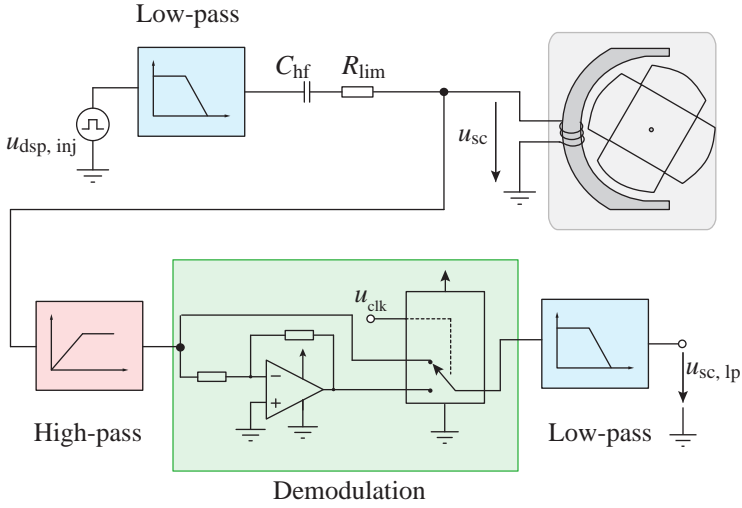 Low-pass
C_hf
R_lim
u_dsp, inj
u_sc
u_clk
−
+
u_sc, lp
High-pass
Low-pass
Demodulation